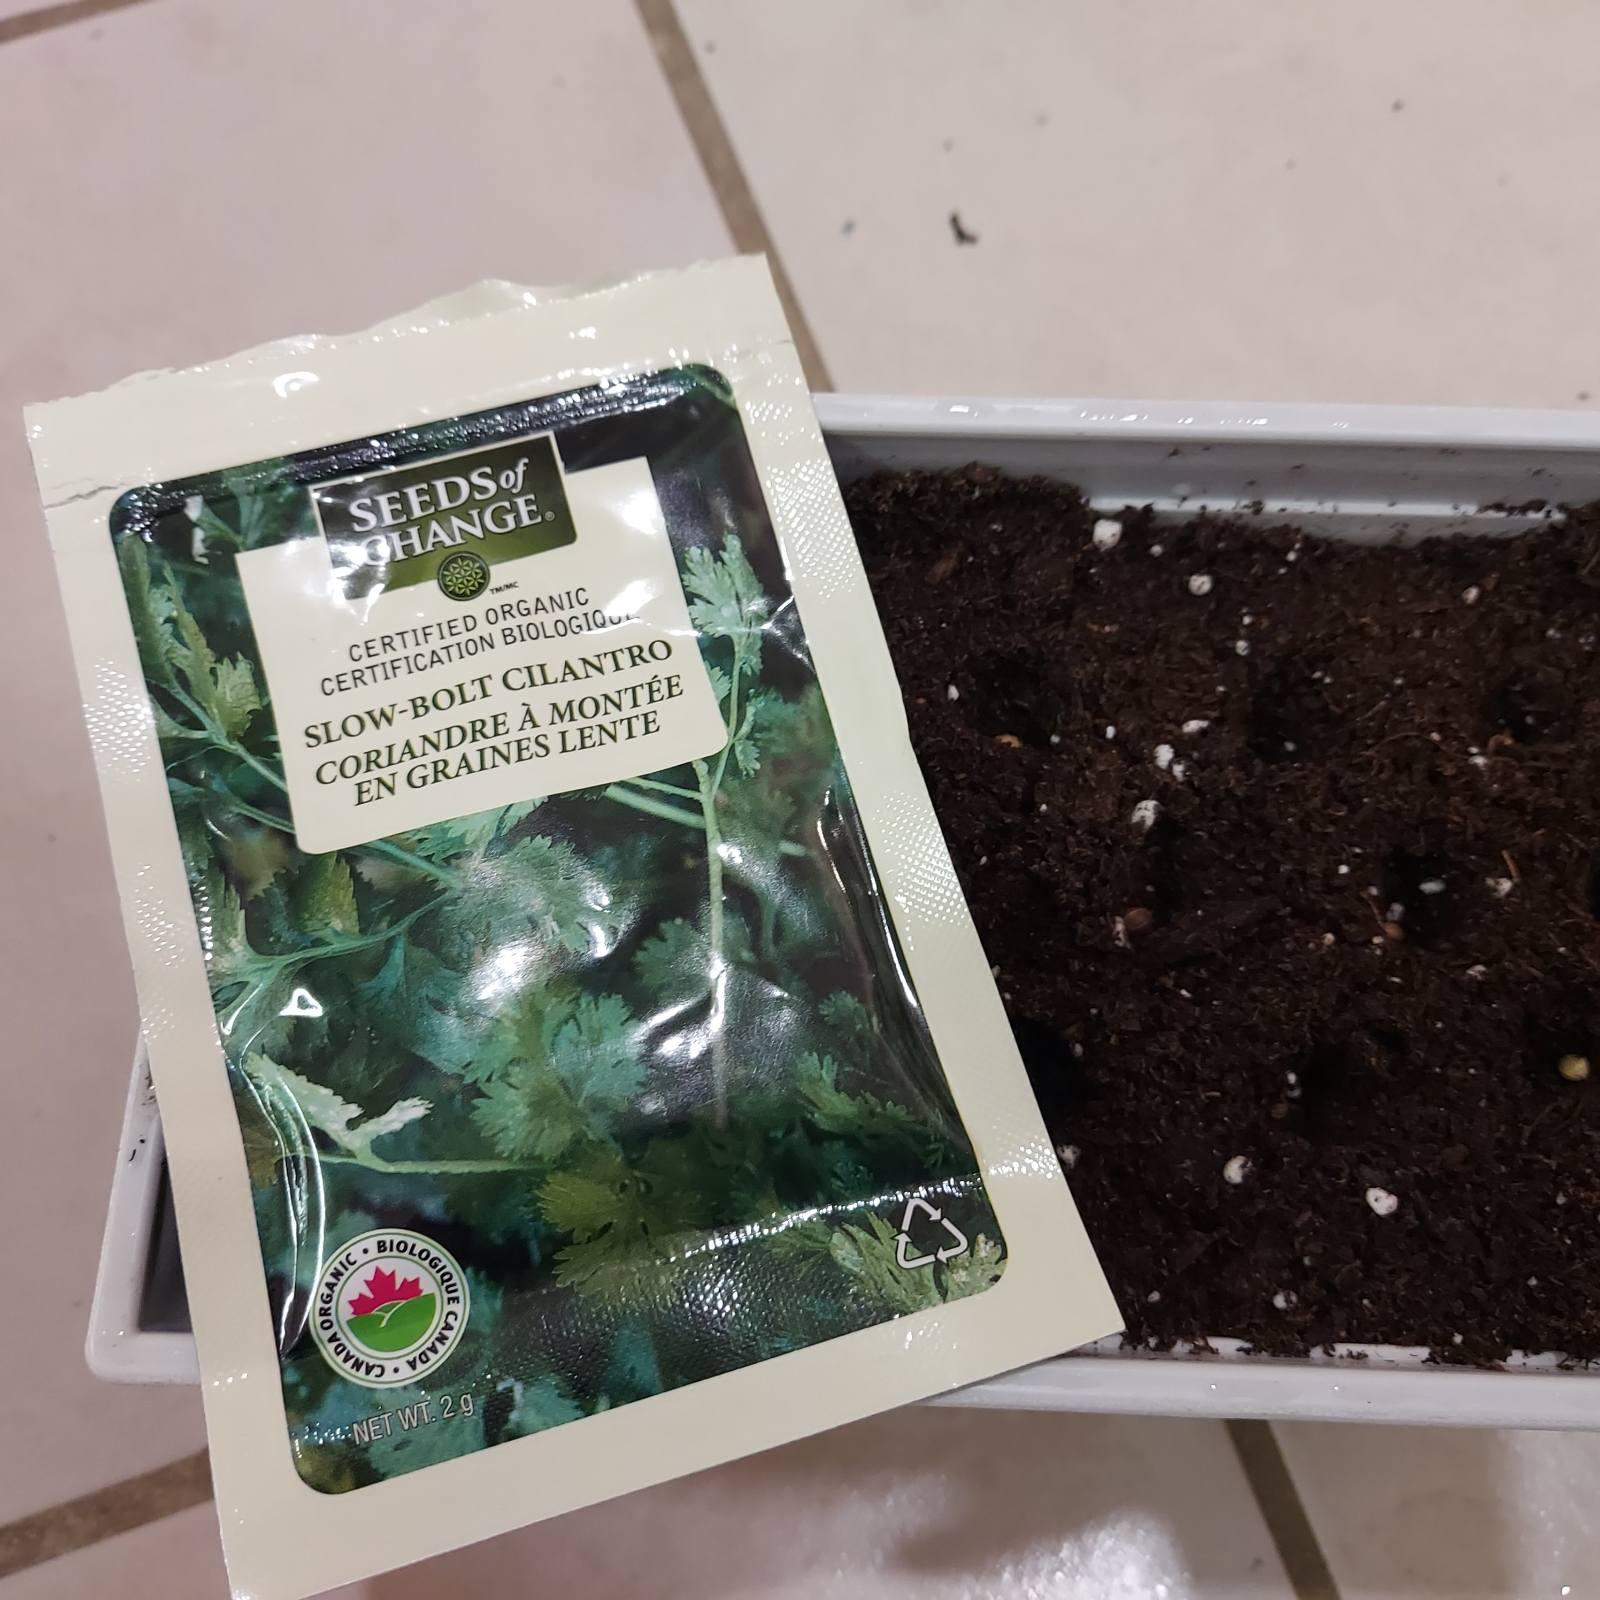 SEEDS of
CHANGE®
TM/MC
CERTIFIED ORGANIC
CERTIFICATION BIOLOGIQUE
SLOW-BOLT CILANTRO
CORIANDRE À MONTÉE
EN GRAINES LENTE
CANADA ORGANIC • BIOLOGIQUE CANADA •
NET WT. 2 g